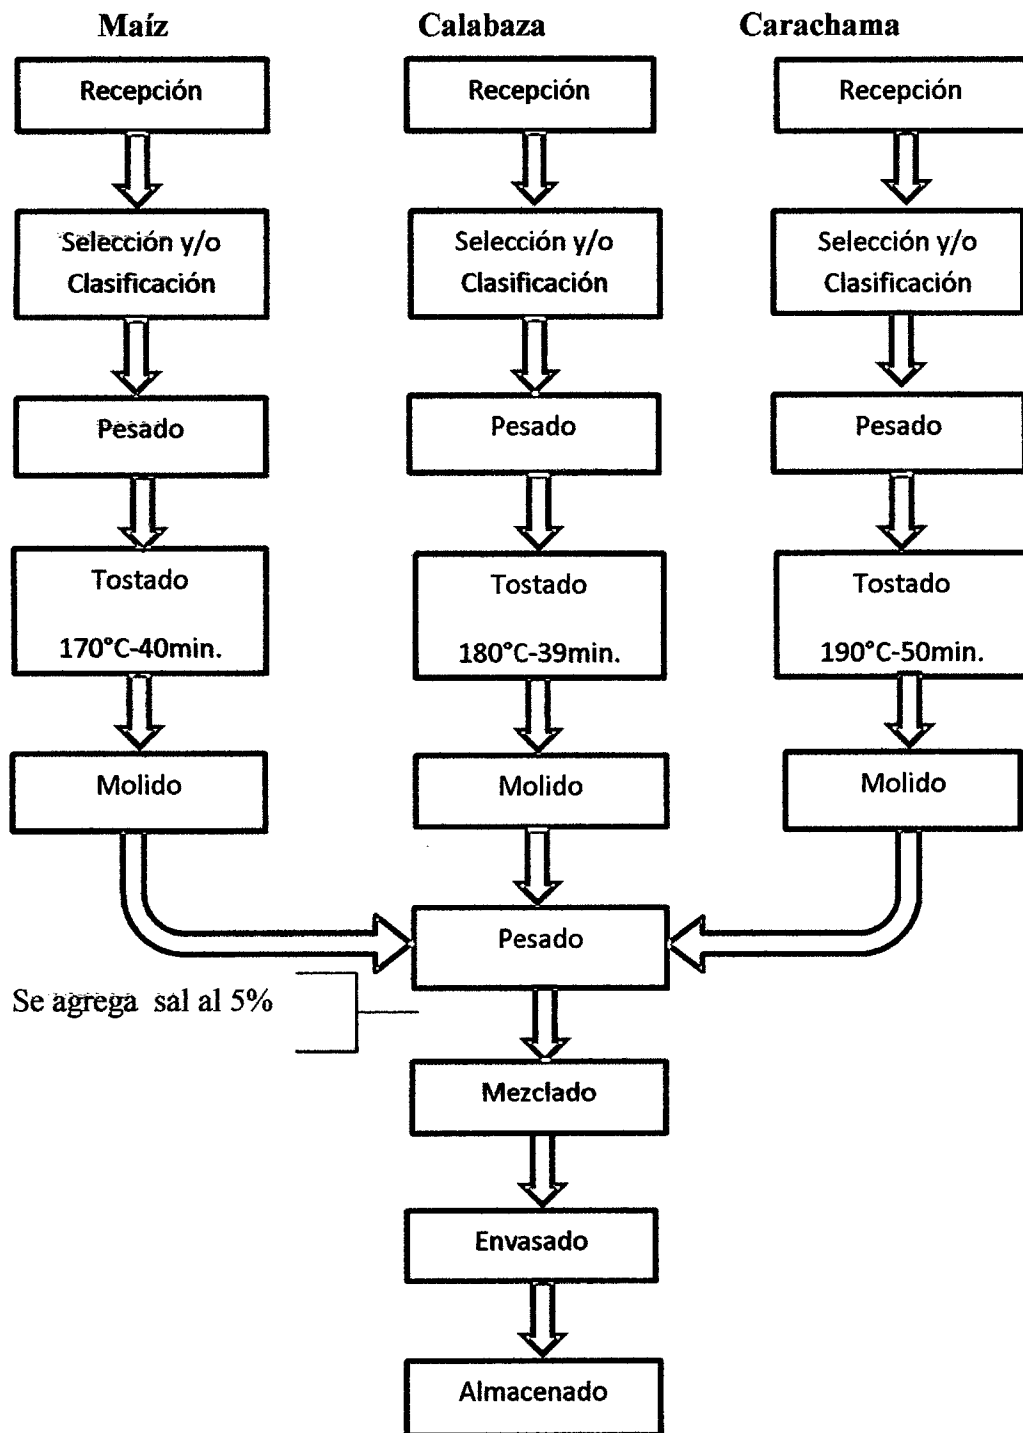 Maíz
Calabaza
Carachama
Recepción
Recepción
Recepción
Selección y/o
Clasificación
Selección y/o
Clasificación
Selección y/o
Clasificación
Pesado
Pesado
Pesado
Tostado
170°C-40min.
Tostado
180°C-39min.
Tostado
190°C-50min.
Molido
Molido
Molido
Pesado
Se agrega sal al 5%
Mezclado
Envasado
Almacenado